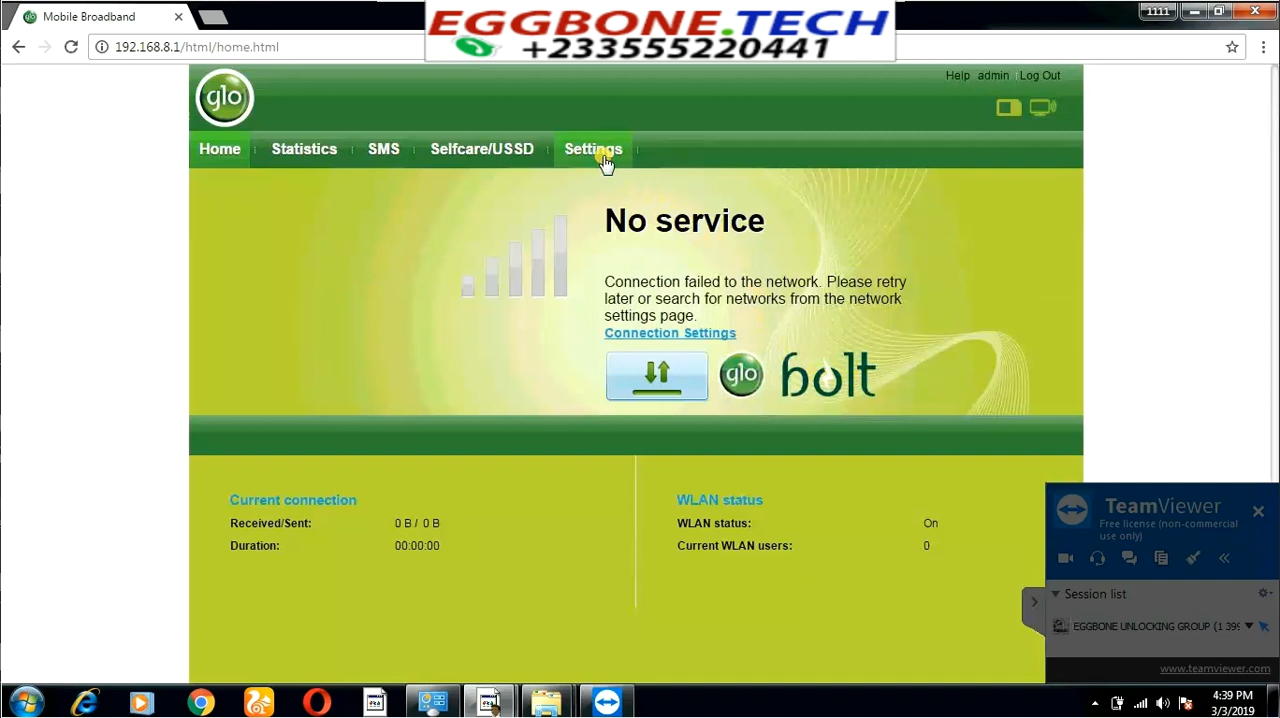 Mobile Broadband
1111
EGGBONE.TECH
+233555220441
192.168.8.1/html/home.html
glo
Help admin Log Out
Home Statistics SMS Selfcare/USSD Settings
No service
Connection failed to the network. Please retry
later or search for networks from the network
settings page.
Connection Settings
glo bolt
Current connection
Received/Sent: 0 B / 0 B
Duration: 00:00:00
WLAN status
WLAN status: On
Current WLAN users: 0
TeamViewer
Free license (non-commercial
use only)
Session list
EGGBONE UNLOCKING GROUP (1 399
www.teamviewer.com
4:39 PM
3/3/2019